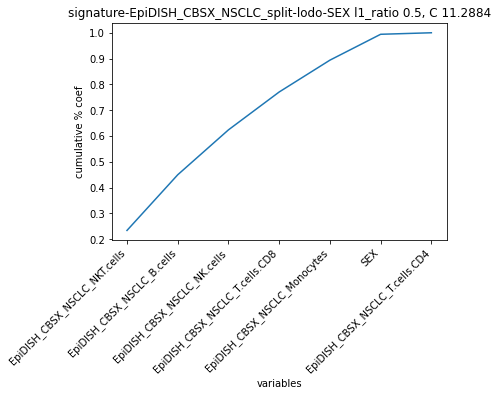 signature-EpiDISH_CBSX_NSCLC_split-lodo-SEX l1_ratio 0.5, C 11.2884
cumulative % coef
1.0
0.9
0.8
0.7
0.6
0.5
0.4
0.3
0.2
EpiDISH_CBSX_NSCLC_NKT.cells
EpiDISH_CBSX_NSCLC_B.cells
EpiDISH_CBSX_NSCLC_NK.cells
EpiDISH_CBSX_NSCLC_T.cells.CD8
EpiDISH_CBSX_NSCLC_Monocytes
SEX
EpiDISH_CBSX_NSCLC_T.cells.CD4
variables